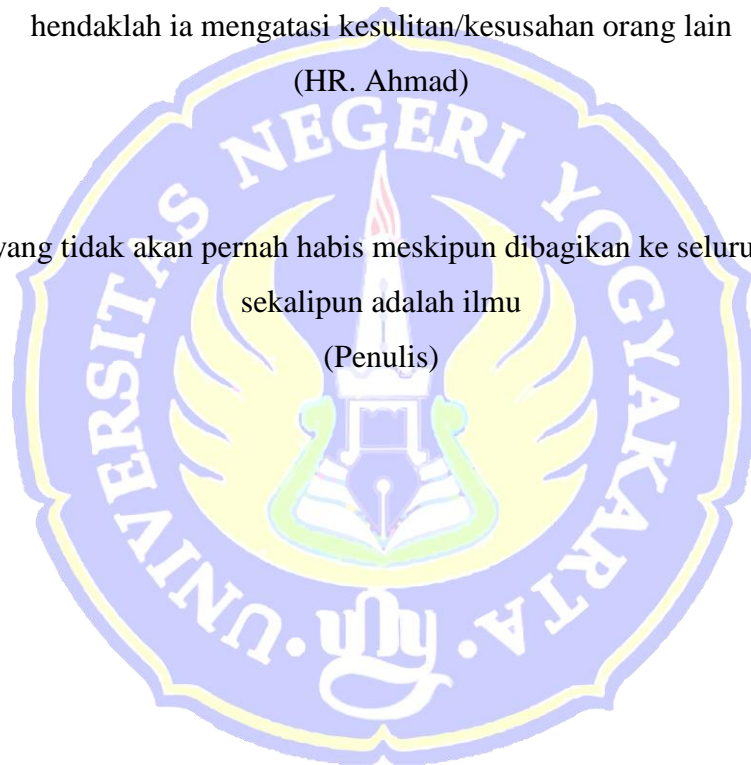 hendaklah ia mengatasi kesulitan/kesusahan orang lain
(HR. Ahmad)
yang tidak akan pernah habis meskipun dibagikan ke selur
sekalipun adalah ilmu
(Penulis)
UNIVERSITAS NEGERI YOGYAKARTA
uny